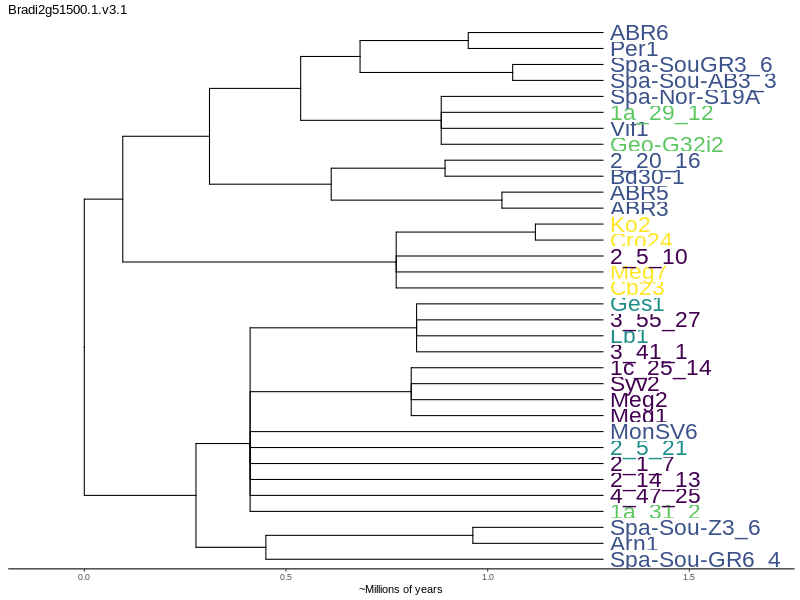 Bradi2g51500.1.v3.1
ABR6
Per1
Spa-SouGR3_6
Spa-Sou-AB3_3
Spa-Nor-S19A
1a_29_12
Vif1
Geo-G32i2
2_20_16
Bd30-1
ABR5
ABR3
Ko2
Cro24
2_5_10
Meg7
Cb23
Ges1
3_55_27
Lb1
3_41_1
1c_25_14
Syv2
Meg2
Med1
MonSV6
2_5_21
2_1_7
2_14_13
4_47_25
1a_31_2
Spa-Sou-Z3_6
Arn1
Spa-Sou-GR6_4
0.0 0.5 1.0 1.5
~Millions of years